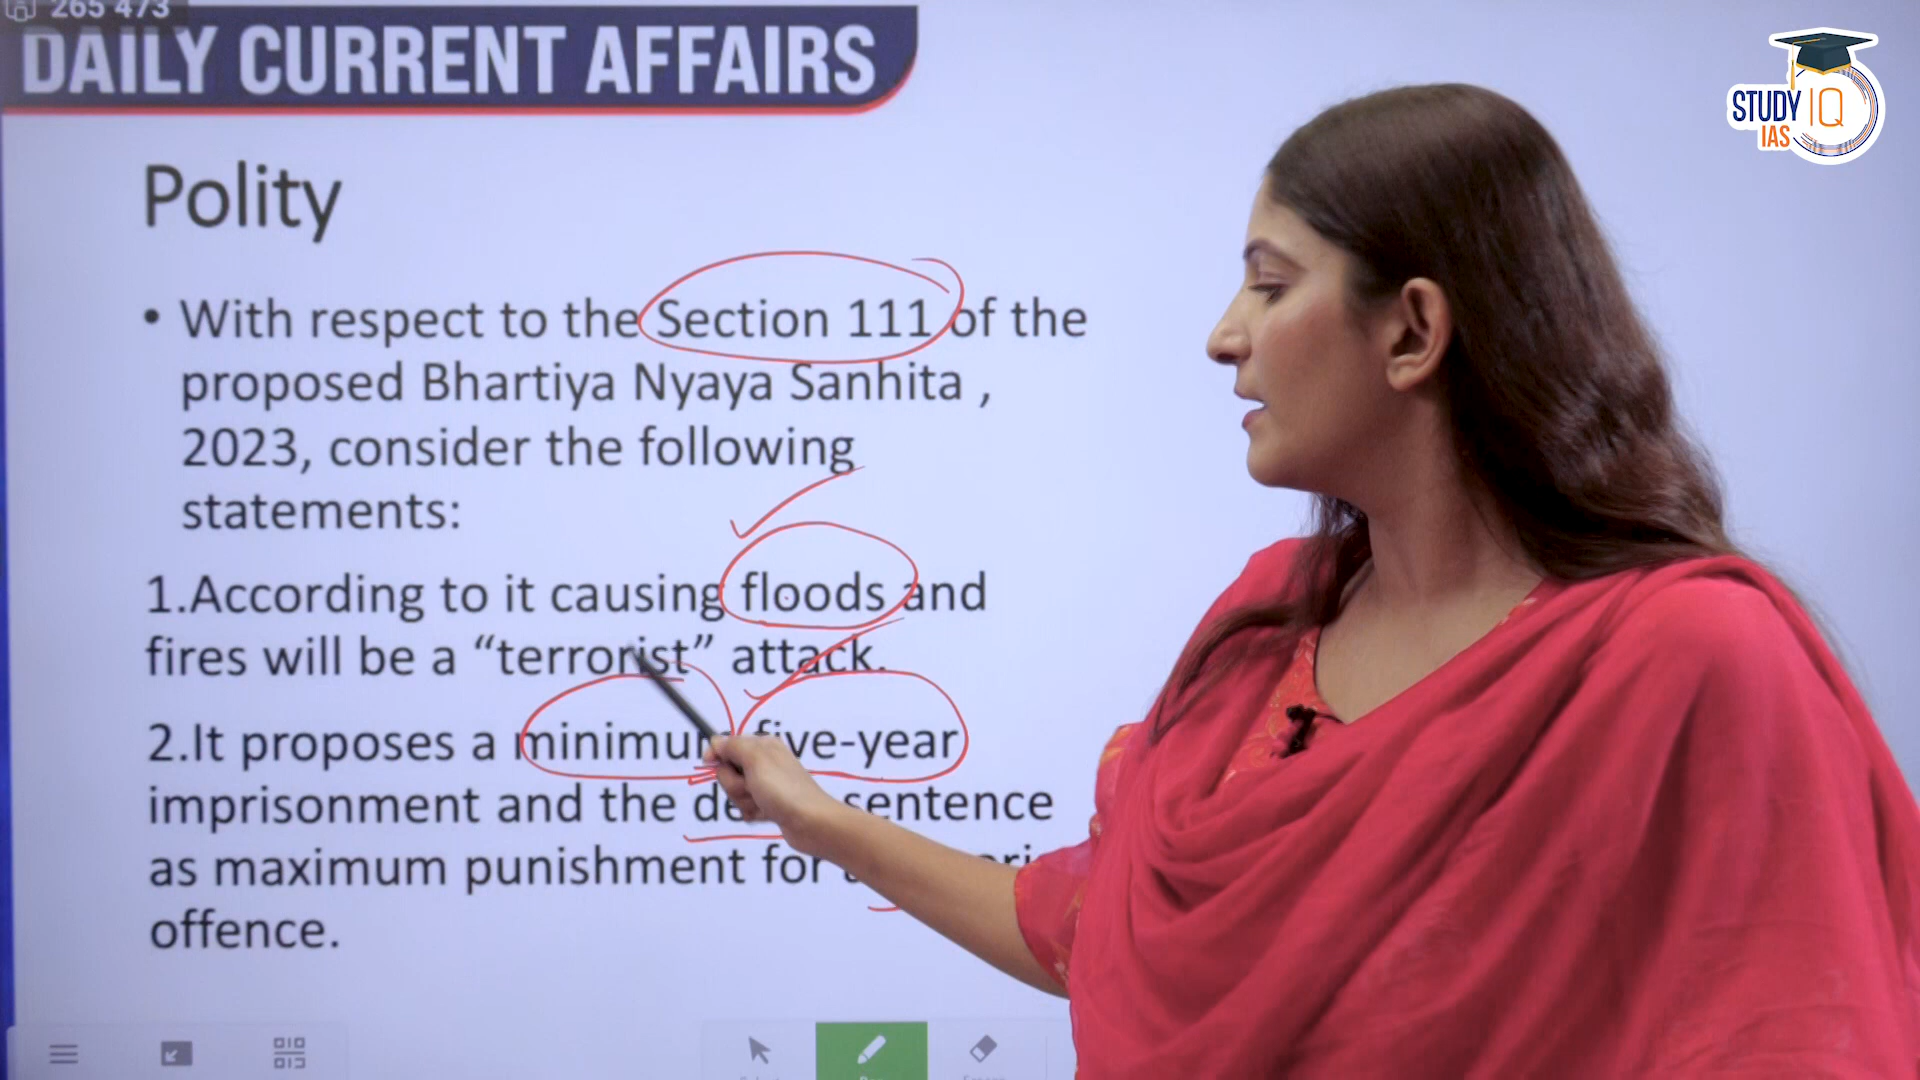 265 473
DAILY CURRENT AFFAIRS
STUDY IQ
IAS
Polity
• With respect to the Section 111 of the
proposed Bhartiya Nyaya Sanhita ,
2023, consider the following
statements:
1.According to it causing floods and
fires will be a “terrorist” attack.
2.It proposes a minimum five-year
imprisonment and the sentence
as maximum punishment for
offence.